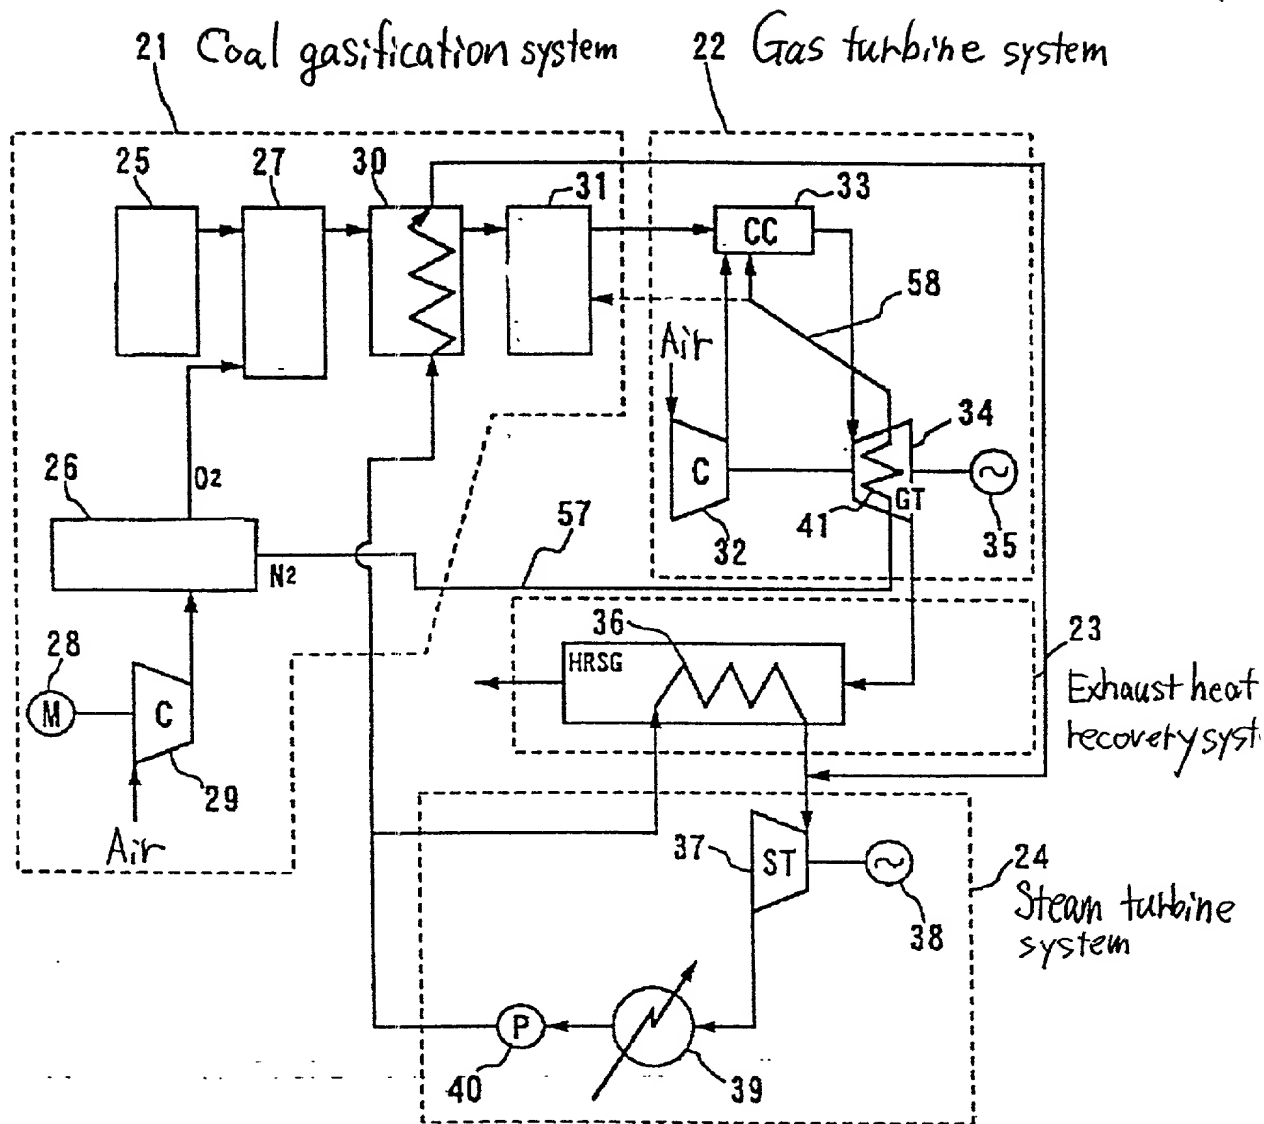 21 Coal gasification system
22 Gas turbine system
25
27
30
31
33
CC
58
Air
34
26
O2
C
GT
41
32
35
57
N2
28
36
23
HRSG
Exhaust heat
M
C
recovery syst
29
Air
37
ST
24
Steam turbine
38
system
P
40
39